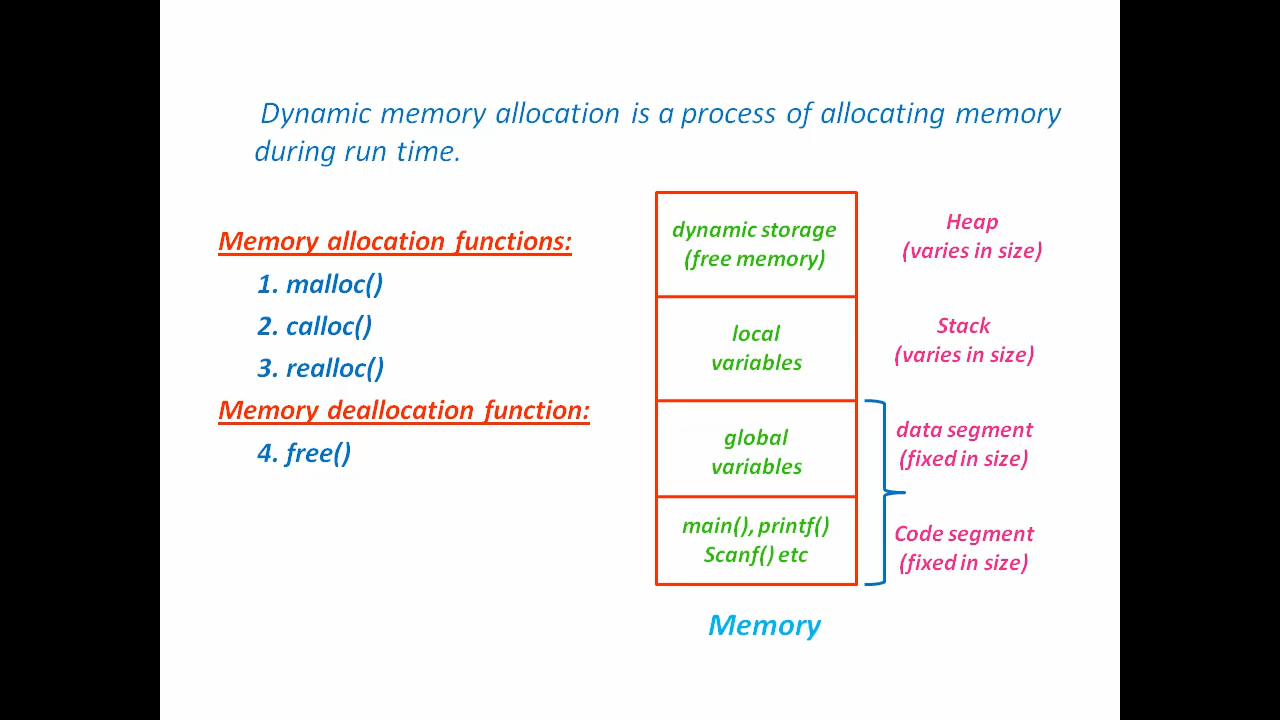 Dynamic memory allocation is a process of allocating memory
during run time.
Memory allocation functions:
1. malloc()
2. calloc()
3. realloc()
Memory deallocation function:
4. free()
dynamic storage
(free memory)
Heap
(varies in size)
local
variables
Stack
(varies in size)
global
variables
data segment
(fixed in size)
main(), printf()
Scanf() etc
Code segment
(fixed in size)
Memory